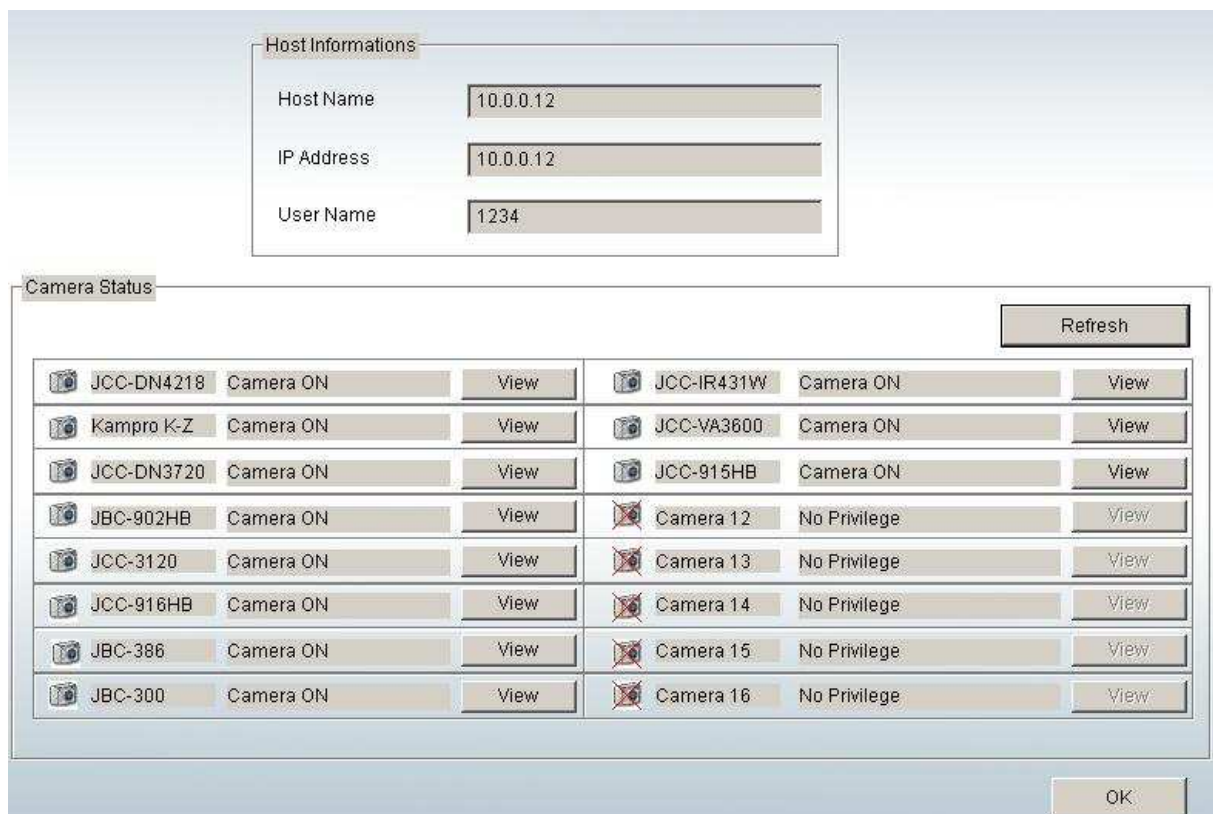 Host Informations
Host Name 10.0.0.12
IP Address 10.0.0.12
User Name 1234
Camera Status
Refresh
JCC-DN4218 Camera ON View JCC-IR431W Camera ON View
Kampro K-Z Camera ON View JCC-VA3600 Camera ON View
JCC-DN3720 Camera ON View JCC-915HB Camera ON View
JBC-902HB Camera ON View Camera 12 No Privilege View
JCC-3120 Camera ON View Camera 13 No Privilege View
JCC-916HB Camera ON View Camera 14 No Privilege View
JBC-386 Camera ON View Camera 15 No Privilege View
JBC-300 Camera ON View Camera 16 No Privilege View
OK